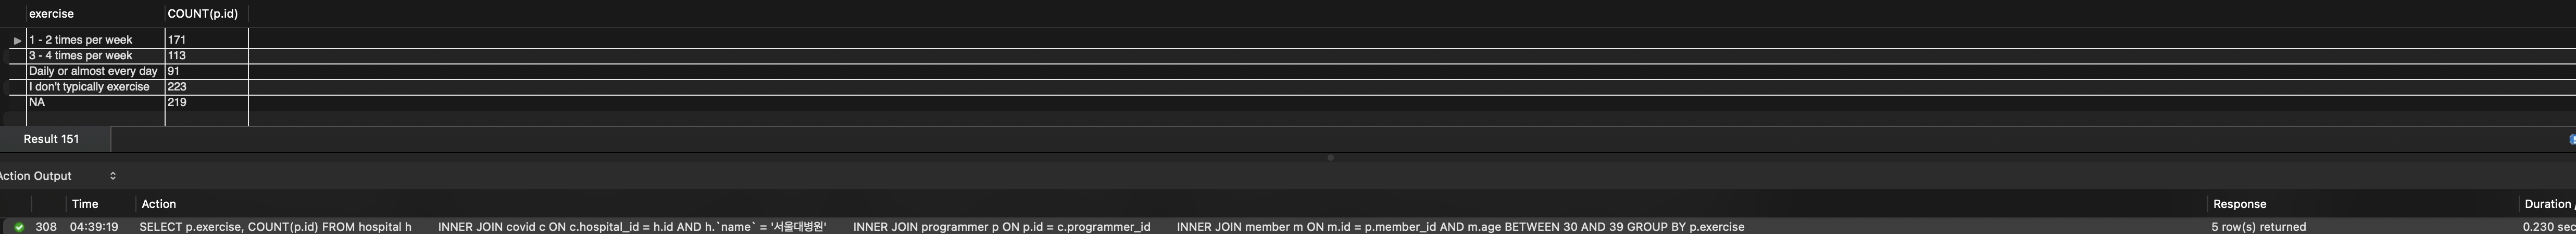 exercise COUNT(p.id)
1 - 2 times per week 171
3 - 4 times per week 113
Daily or almost every day 91
I don't typically exercise 223
NA 219
Result 151
Action Output
Time Action Response Duration /
308 04:39:19 SELECT p.exercise, COUNT(p.id) FROM hospital h INNER JOIN covid c ON c.hospital_id = h.id AND h.`name` = '서울대병원' INNER JOIN programmer p ON p.id = c.programmer_id INNER JOIN member m ON m.id = p.member_id AND m.age BETWEEN 30 AND 39 GROUP BY p.exercise 5 row(s) returned 0.230 sec